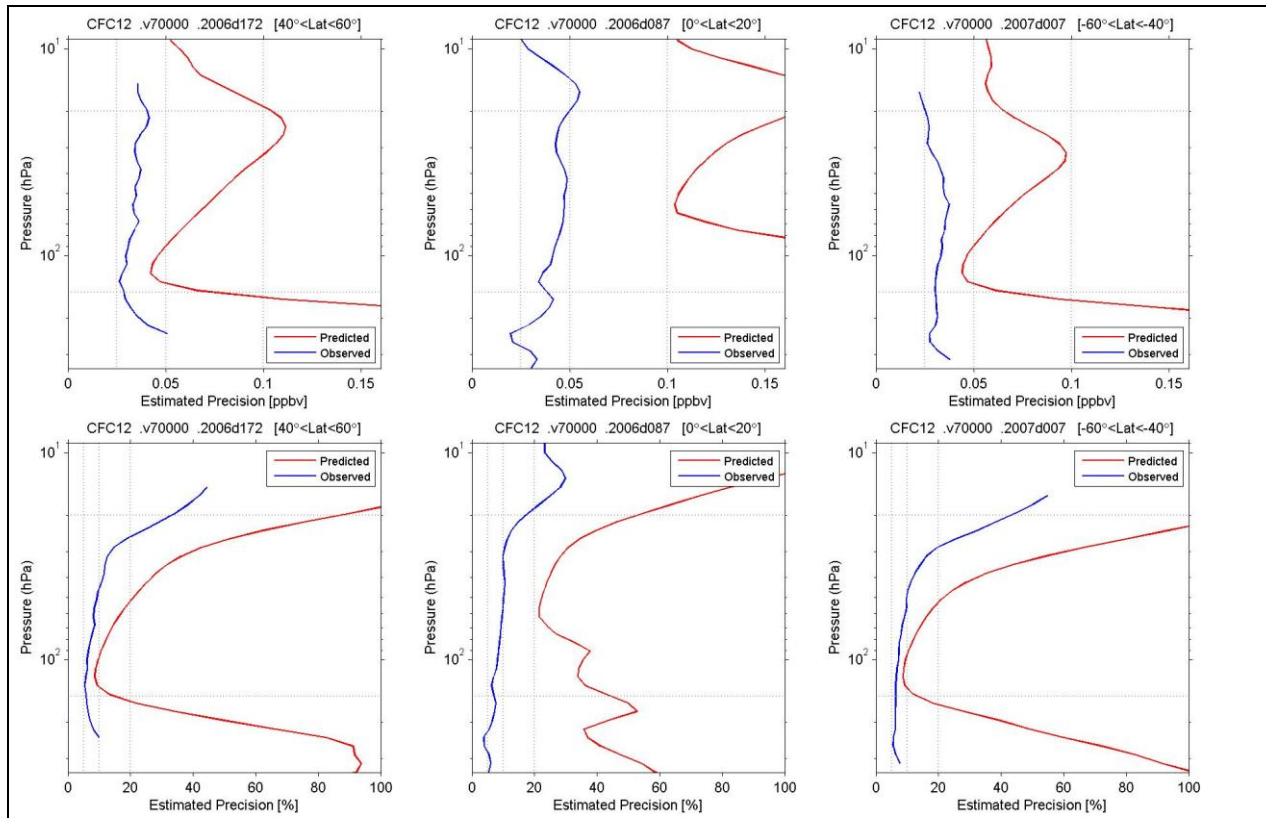 CFC12 .v70000 .2006d172 [40°<Lat<60°]
10¹
10²
Pressure (hPa)
Predicted
Observed
0 0.05 0.1 0.15
Estimated Precision [ppbv]
CFC12 .v70000 .2006d087 [0°<Lat<20°]
10¹
10²
Pressure (hPa)
Predicted
Observed
0 0.05 0.1 0.15
Estimated Precision [ppbv]
CFC12 .v70000 .2007d007 [-60°<Lat<-40°]
10¹
10²
Pressure (hPa)
Predicted
Observed
0 0.05 0.1 0.15
Estimated Precision [ppbv]
CFC12 .v70000 .2006d172 [40°<Lat<60°]
10¹
10²
Pressure (hPa)
Predicted
Observed
0 20 40 60 80 100
Estimated Precision [%]
CFC12 .v70000 .2006d087 [0°<Lat<20°]
10¹
10²
Pressure (hPa)
Predicted
Observed
0 20 40 60 80 100
Estimated Precision [%]
CFC12 .v70000 .2007d007 [-60°<Lat<-40°]
10¹
10²
Pressure (hPa)
Predicted
Observed
0 20 40 60 80 100
Estimated Precision [%]